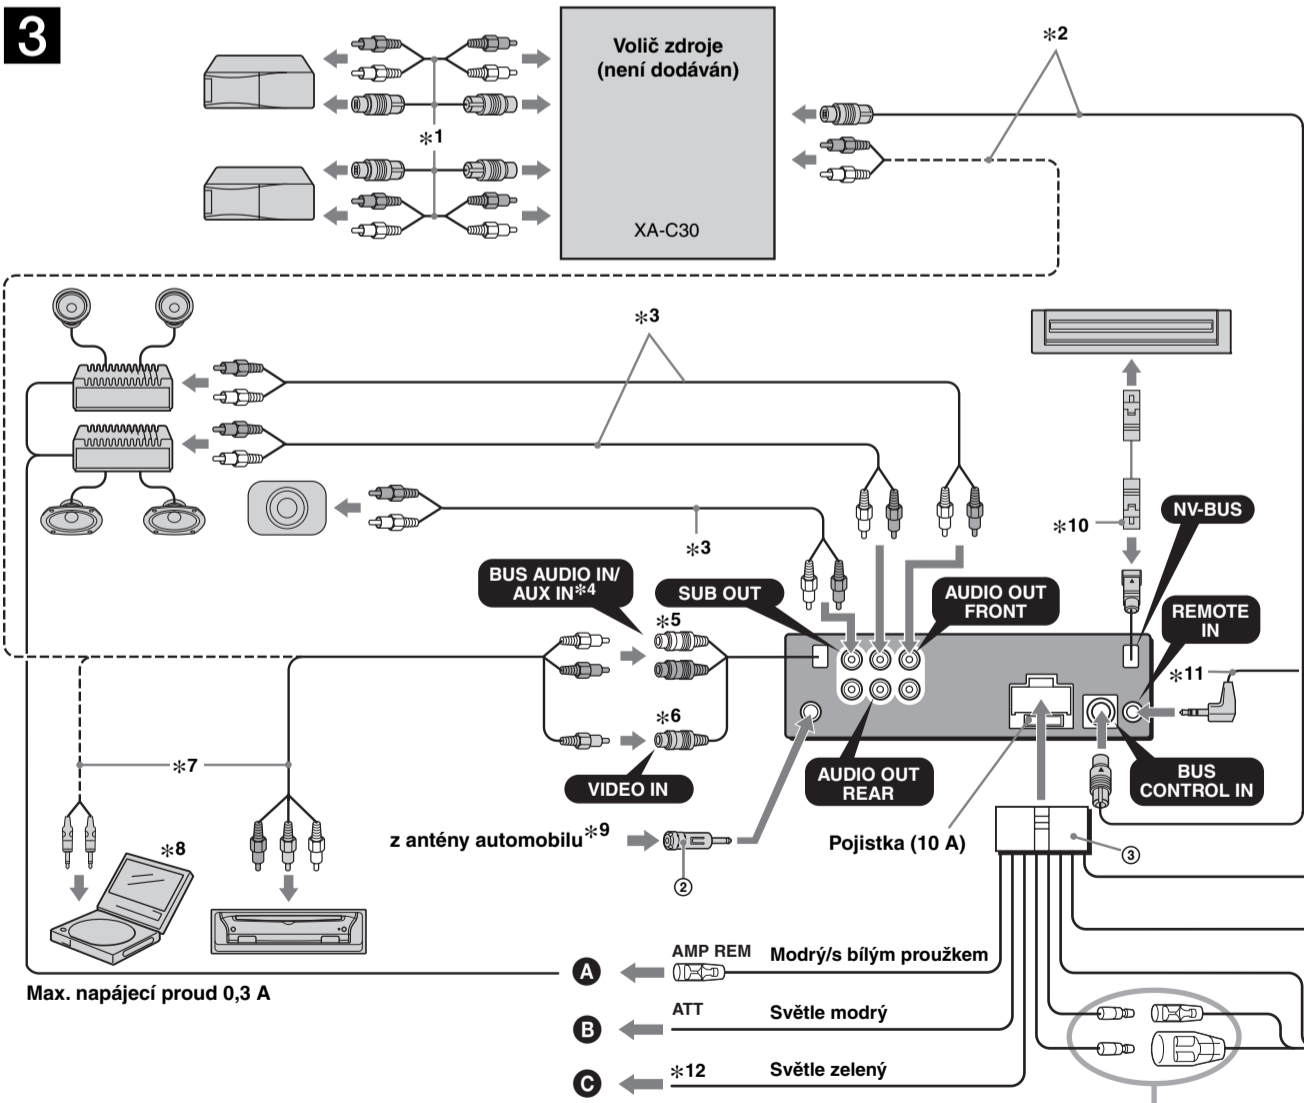 3
Volič zdroje
(není dodáván)
*2
*1
XA-C30
*3
*10
NV-BUS
*3
BUS AUDIO IN/
AUX IN*4
SUB OUT
AUDIO OUT
FRONT
REMOTE
IN
*5
*11
*6
*7
VIDEO IN
AUDIO OUT
REAR
BUS
CONTROL IN
z antény automobilu*9
Pojistka (10 A)
*8
2
3
AMP REM
Modrý/s bílým proužkem
A
Max. napájecí proud 0,3 A
ATT
Světle modrý
B
*12
Světle zelený
C